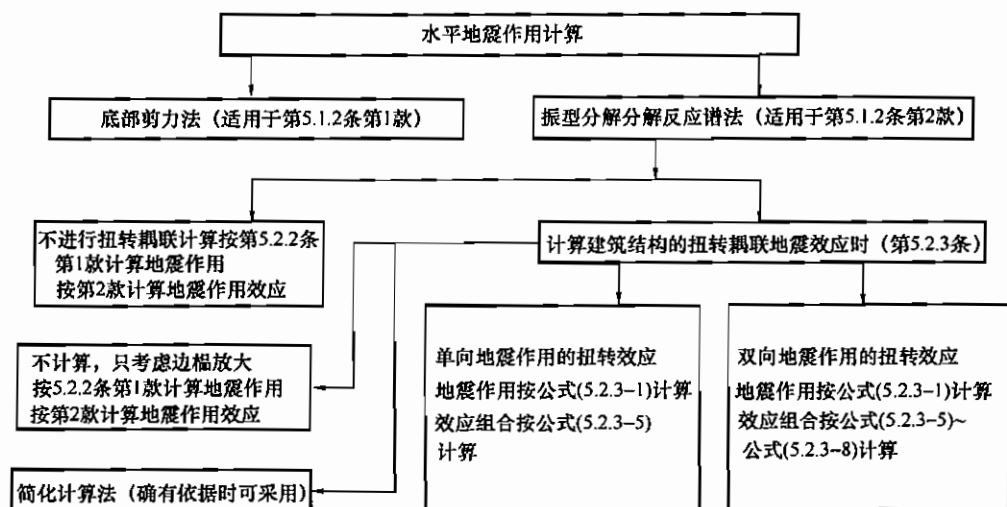 水平地震作用计算
底部剪力法（适用于第5.1.2条第1款）
振型分解分解反应谱法（适用于第5.1.2条第2款）
不进行扭转耦联计算按第5.2.2条
第1款计算地震作用
按第2款计算地震作用效应
计算建筑结构的扭转耦联地震效应时（第5.2.3条）
不计算，只考虑边榀放大
按5.2.2条第1款计算地震作用
按第2款计算地震作用效应
单向地震作用的扭转效应
地震作用按公式(5.2.3-1)计算
效应组合按公式(5.2.3-5)
计算
双向地震作用的扭转效应
地震作用按公式(5.2.3-1)计算
效应组合按公式(5.2.3-5)~
公式(5.2.3-8)计算
简化计算法（确有依据时可采用）